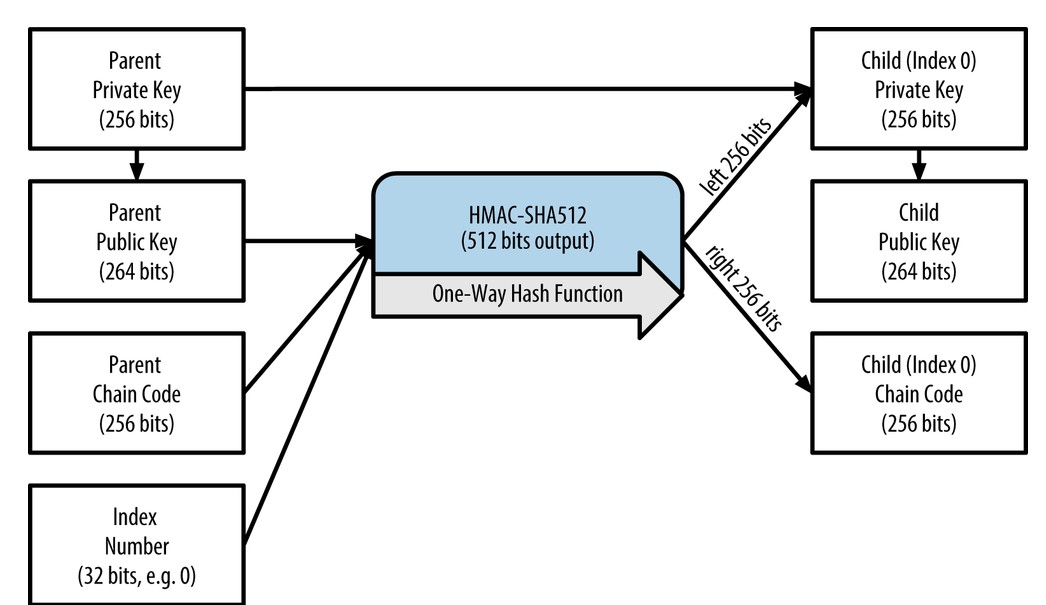 Parent
Private Key
(256 bits)
Parent
Public Key
(264 bits)
Parent
Chain Code
(256 bits)
Index
Number
(32 bits, e.g. 0)
HMAC-SHA512
(512 bits output)
One-Way Hash Function
left 256 bits
right 256 bits
Child (Index 0)
Private Key
(256 bits)
Child
Public Key
(264 bits)
Child (Index 0)
Chain Code
(256 bits)